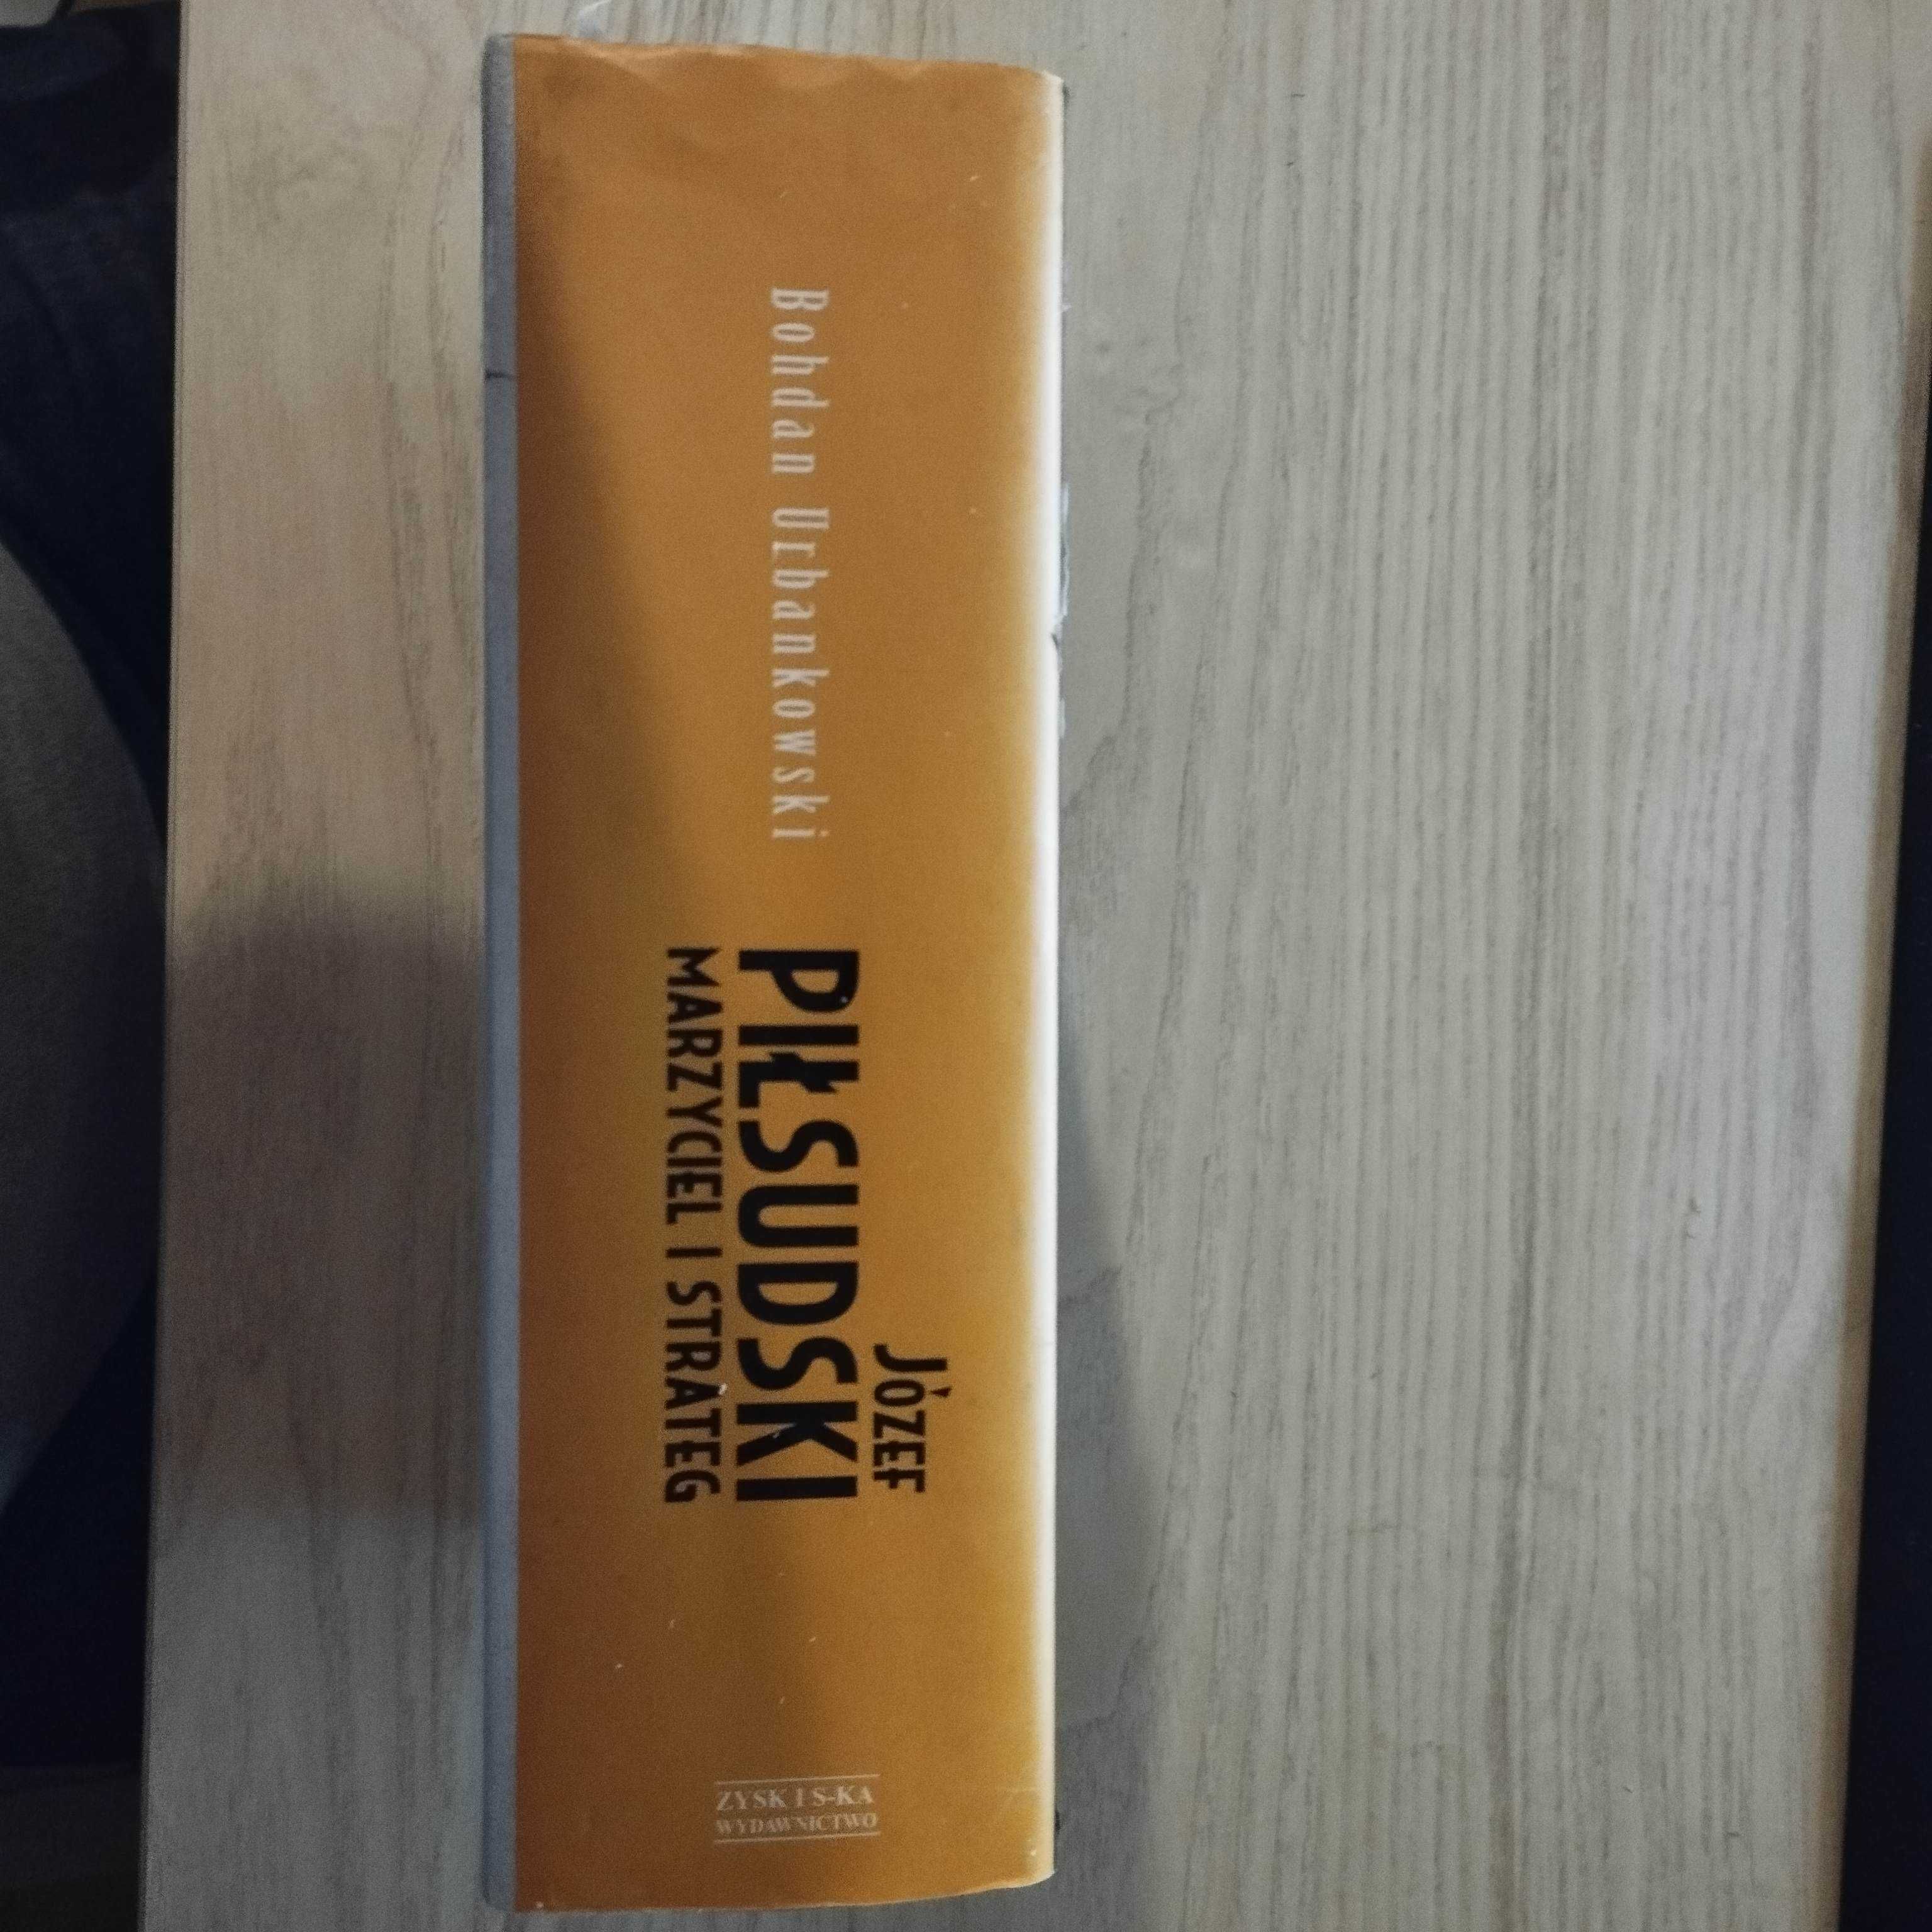 Bohdan Urbankowski
Józef
PIŁSUDSKI
MARZYCIEL I STRATEG
ZYSK I S-KA
WYDAWNICTWO